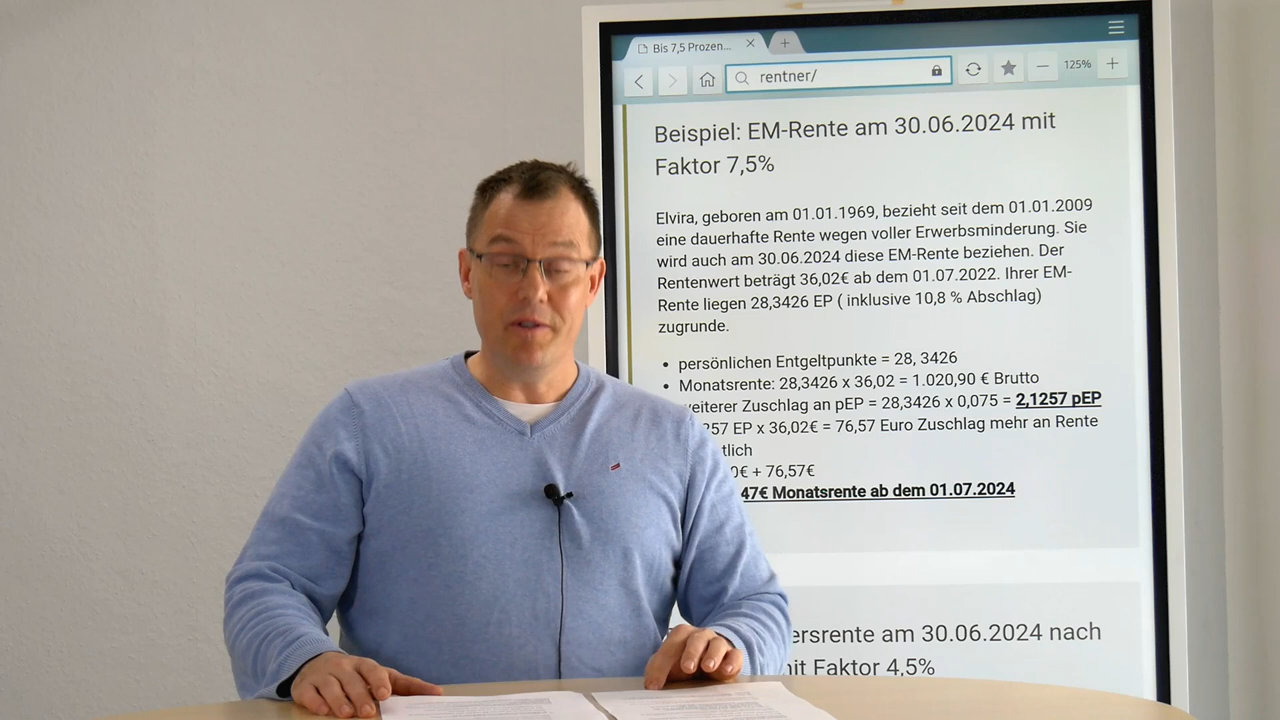 Bis 7,5 Prozen...
rentner/
125%
Beispiel: EM-Rente am 30.06.2024 mit
Faktor 7,5%
Elvira, geboren am 01.01.1969, bezieht seit dem 01.01.2009
eine dauerhafte Rente wegen voller Erwerbsminderung. Sie
wird auch am 30.06.2024 diese EM-Rente beziehen. Der
Rentenwert beträgt 36,02€ ab dem 01.07.2022. Ihrer EM-
Rente liegen 28,3426 EP ( inklusive 10,8 % Abschlag)
zugrunde.
• persönlichen Entgeltpunkte = 28, 3426
• Monatsrente: 28,3426 x 36,02 = 1.020,90 € Brutto
weiterer Zuschlag an pEP = 28,3426 x 0,075 = 2,1257 pEP
257 EP x 36,02€ = 76,57 Euro Zuschlag mehr an Rente
tlich
0€ + 76,57€
47€ Monatsrente ab dem 01.07.2024
ersrente am 30.06.2024 nach
mit Faktor 4,5%